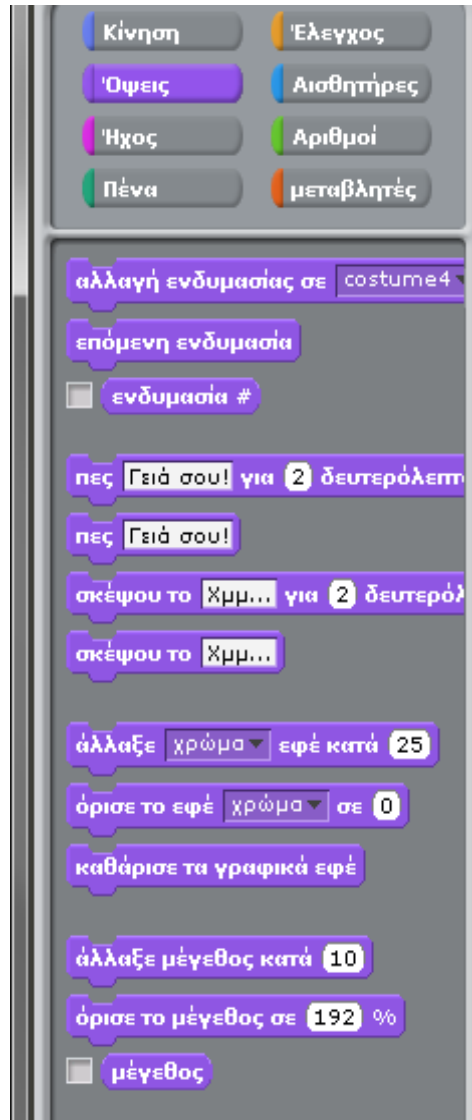 Κίνηση Έλεγχος
Όψεις Αισθητήρες
Ήχος Αριθμοί
Πένα μεταβλητές
αλλαγή ενδυμασίας σε costume4
επόμενη ενδυμασία
ενδυμασία #
πες Γειά σου! για 2 δευτερόλεπτ
πες Γειά σου!
σκέψου το Χμμ... για 2 δευτερόλ
σκέψου το Χμμ...
άλλαξε χρώμα εφέ κατά 25
όρισε το εφέ χρώμα σε 0
καθάρισε τα γραφικά εφέ
άλλαξε μέγεθος κατά 10
όρισε το μέγεθος σε 192 %
μέγεθος